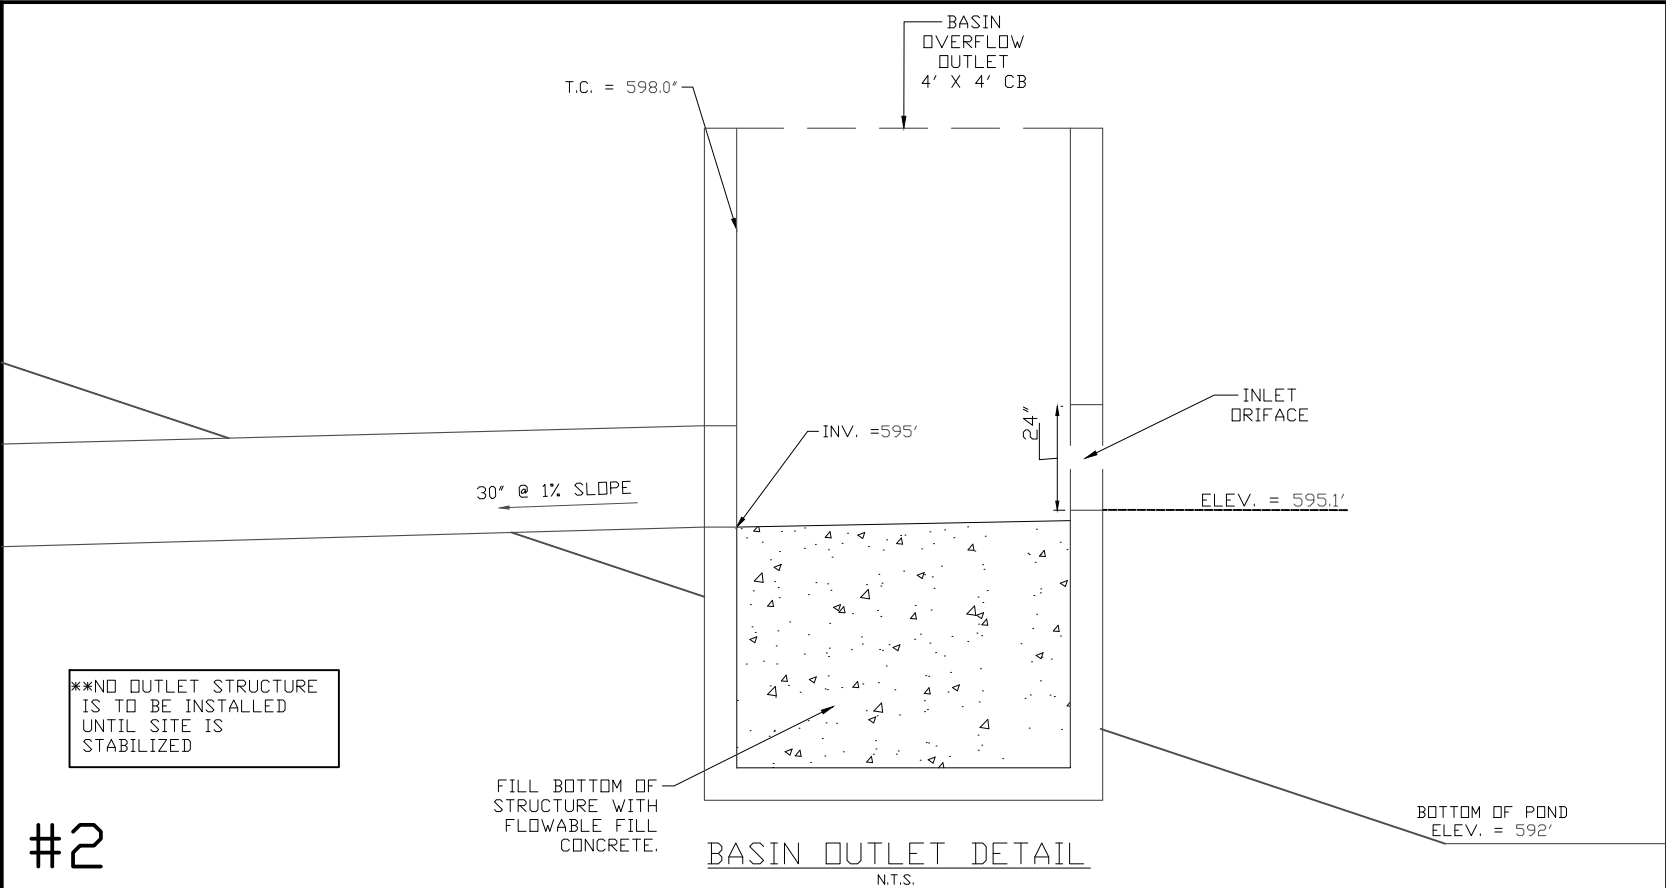 BASIN
OVERFLOW
OUTLET
4' X 4' CB
T.C. = 598.0"
INLET
ORIFACE
24"
INV. =595'
30" @ 1% SLOPE
ELEV. = 595.1'
**NO OUTLET STRUCTURE
IS TO BE INSTALLED
UNTIL SITE IS
STABILIZED
FILL BOTTOM OF
STRUCTURE WITH
FLOWABLE FILL
CONCRETE.
BOTTOM OF POND
ELEV. = 592'
#2
BASIN OUTLET DETAIL
N.T.S.